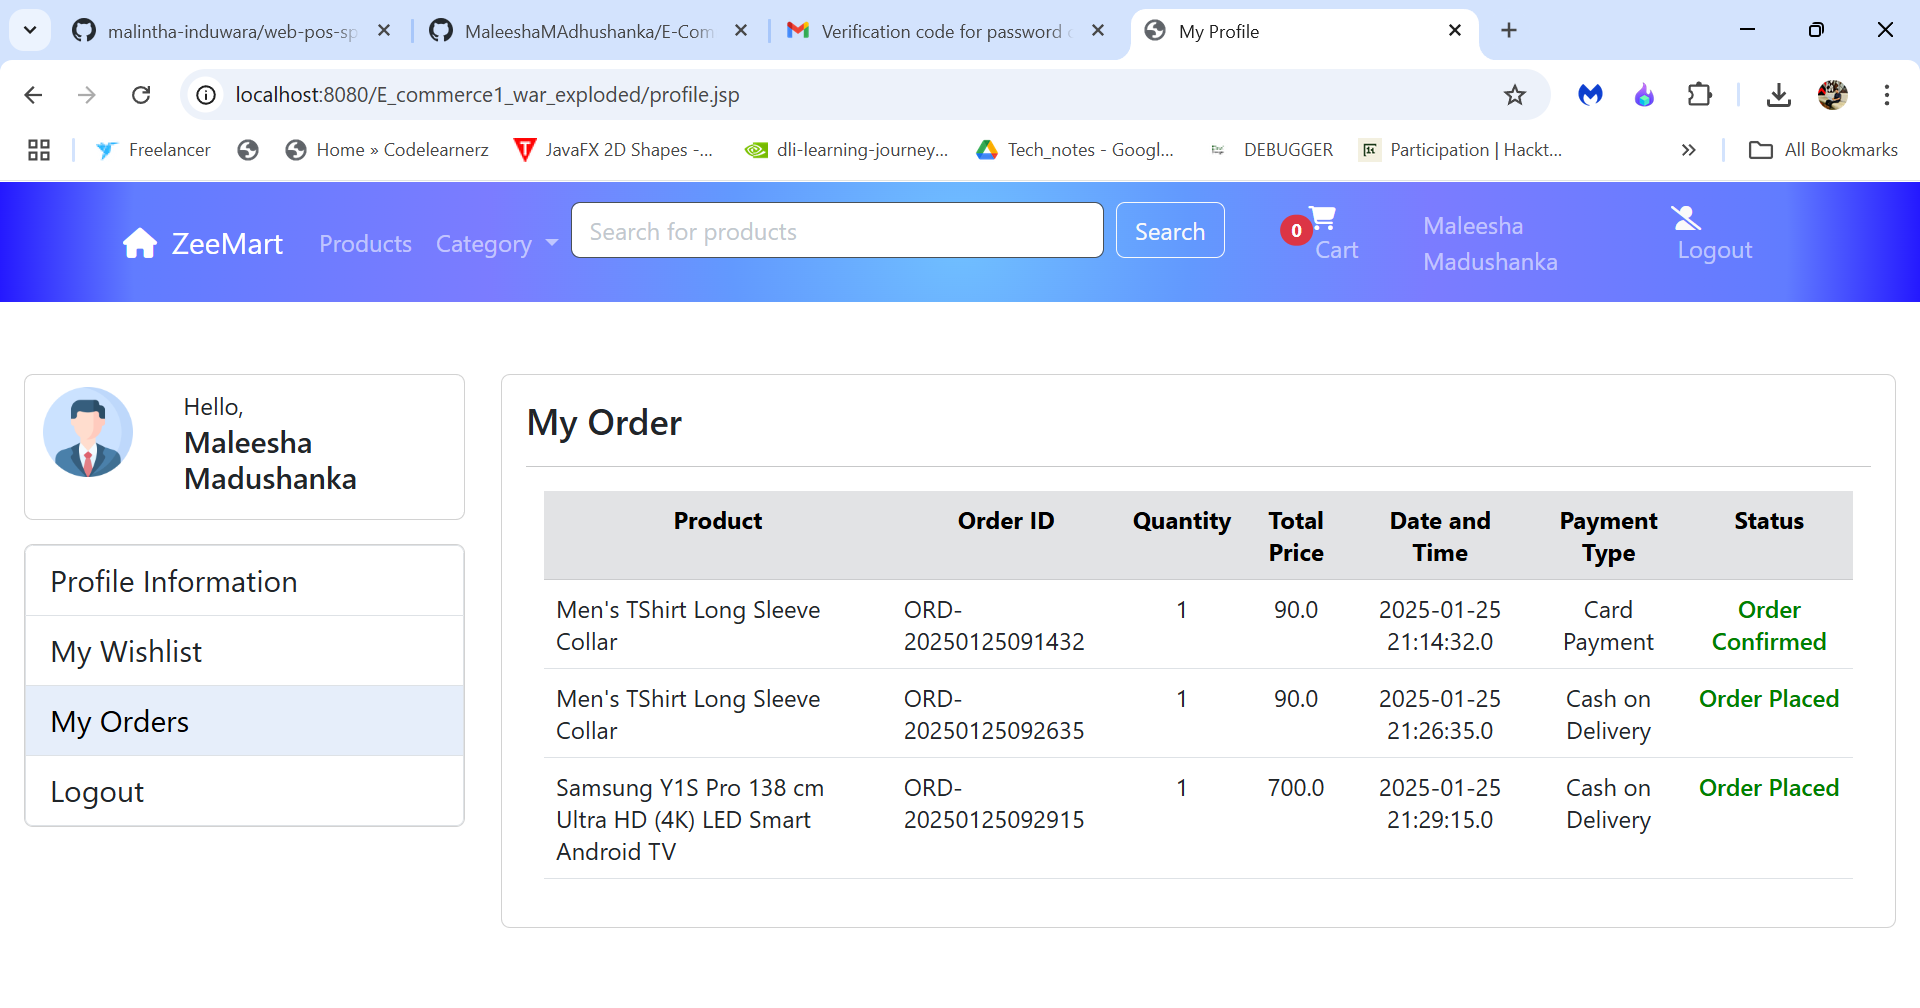 malintha-induwara/web-pos-sp
MaleeshaMAdhushanka/E-Com
Verification code for password
My Profile
localhost:8080/E_commerce1_war_exploded/profile.jsp
Freelancer
Home » Codelearnerz
JavaFX 2D Shapes -...
dli-learning-journey...
Tech_notes - Googl...
DEBUGGER
Participation | Hackt...
»
All Bookmarks
ZeeMart
Products
Category
Search for products
Search
0
Cart
Maleesha
Madushanka
Logout
Hello,
Maleesha
Madushanka
Profile Information
My Wishlist
My Orders
Logout
My Order
Product Order ID Quantity Total Date and Payment Status
Price Time Type
Men's TShirt Long Sleeve ORD- 1 90.0 2025-01-25 Card Order
Collar 20250125091432 21:14:32.0 Payment Confirmed
Men's TShirt Long Sleeve ORD- 1 90.0 2025-01-25 Cash on Order Placed
Collar 20250125092635 21:26:35.0 Delivery
Samsung Y1S Pro 138 cm ORD- 1 700.0 2025-01-25 Cash on Order Placed
Ultra HD (4K) LED Smart 20250125092915 21:29:15.0 Delivery
Android TV